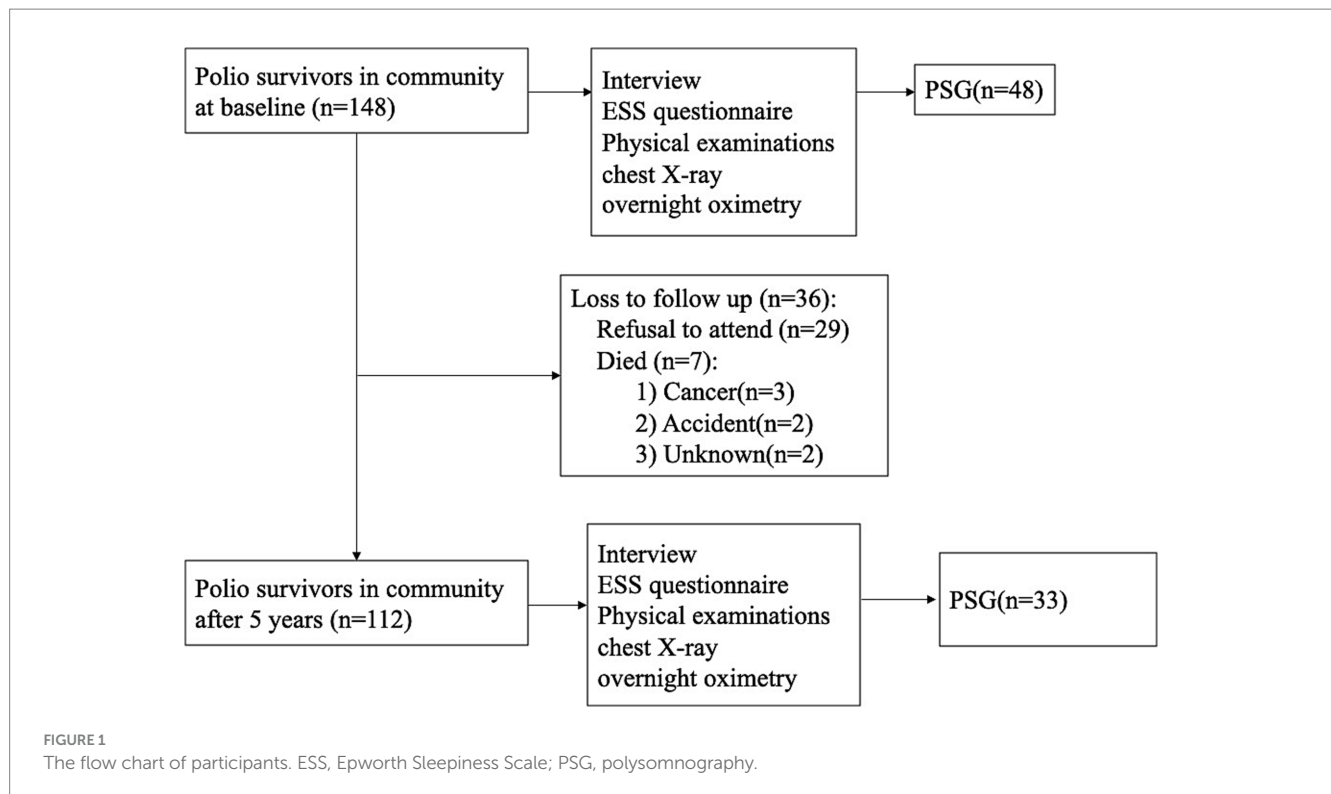 Polio survivors in community
at baseline (n=148)
Interview
ESS questionnaire
Physical examinations
chest X-ray
overnight oximetry
PSG(n=48)
Loss to follow up (n=36):
Refusal to attend (n=29)
Died (n=7):
1) Cancer(n=3)
2) Accident(n=2)
3) Unknown(n=2)
Polio survivors in community
after 5 years (n=112)
Interview
ESS questionnaire
Physical examinations
chest X-ray
overnight oximetry
PSG(n=33)
FIGURE 1
The flow chart of participants. ESS, Epworth Sleepiness Scale; PSG, polysomnography.